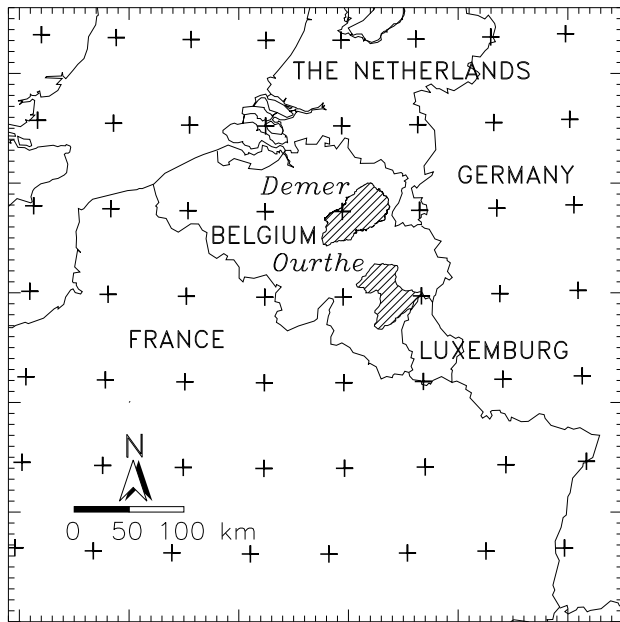 THE NETHERLANDS
GERMANY
Demer
BELGIUM
Ourthe
FRANCE
LUXEMBURG
N
0 50 100 km